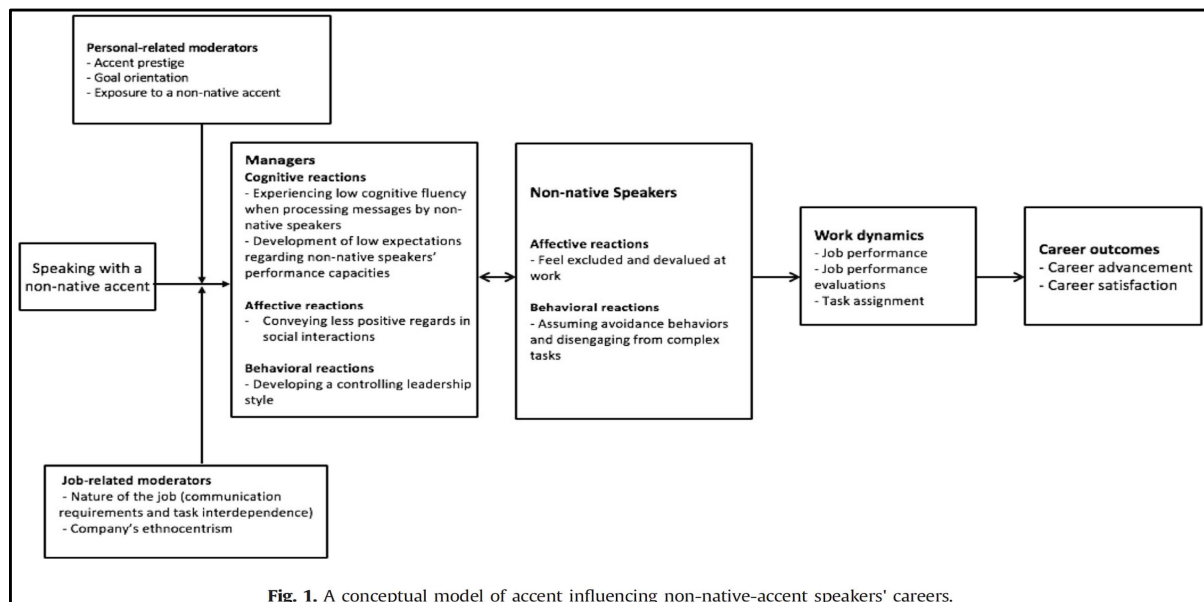 Personal-related moderators
- Accent prestige
- Goal orientation
- Exposure to a non-native accent
Speaking with a
non-native accent
Managers
Cognitive reactions
- Experiencing low cognitive fluency
when processing messages by non-
native speakers
- Development of low expectations
regarding non-native speakers’
performance capacities
Affective reactions
- Conveying less positive regards in
social interactions
Behavioral reactions
- Developing a controlling leadership
style
Non-native Speakers
Affective reactions
- Feel excluded and devalued at
work
Behavioral reactions
- Assuming avoidance behaviors
and disengaging from complex
tasks
Work dynamics
- Job performance
- Job performance
evaluations
- Task assignment
Career outcomes
- Career advancement
- Career satisfaction
Job-related moderators
- Nature of the job (communication
requirements and task interdependence)
- Company’s ethnocentrism
Fig. 1. A conceptual model of accent influencing non-native-accent speakers' careers.